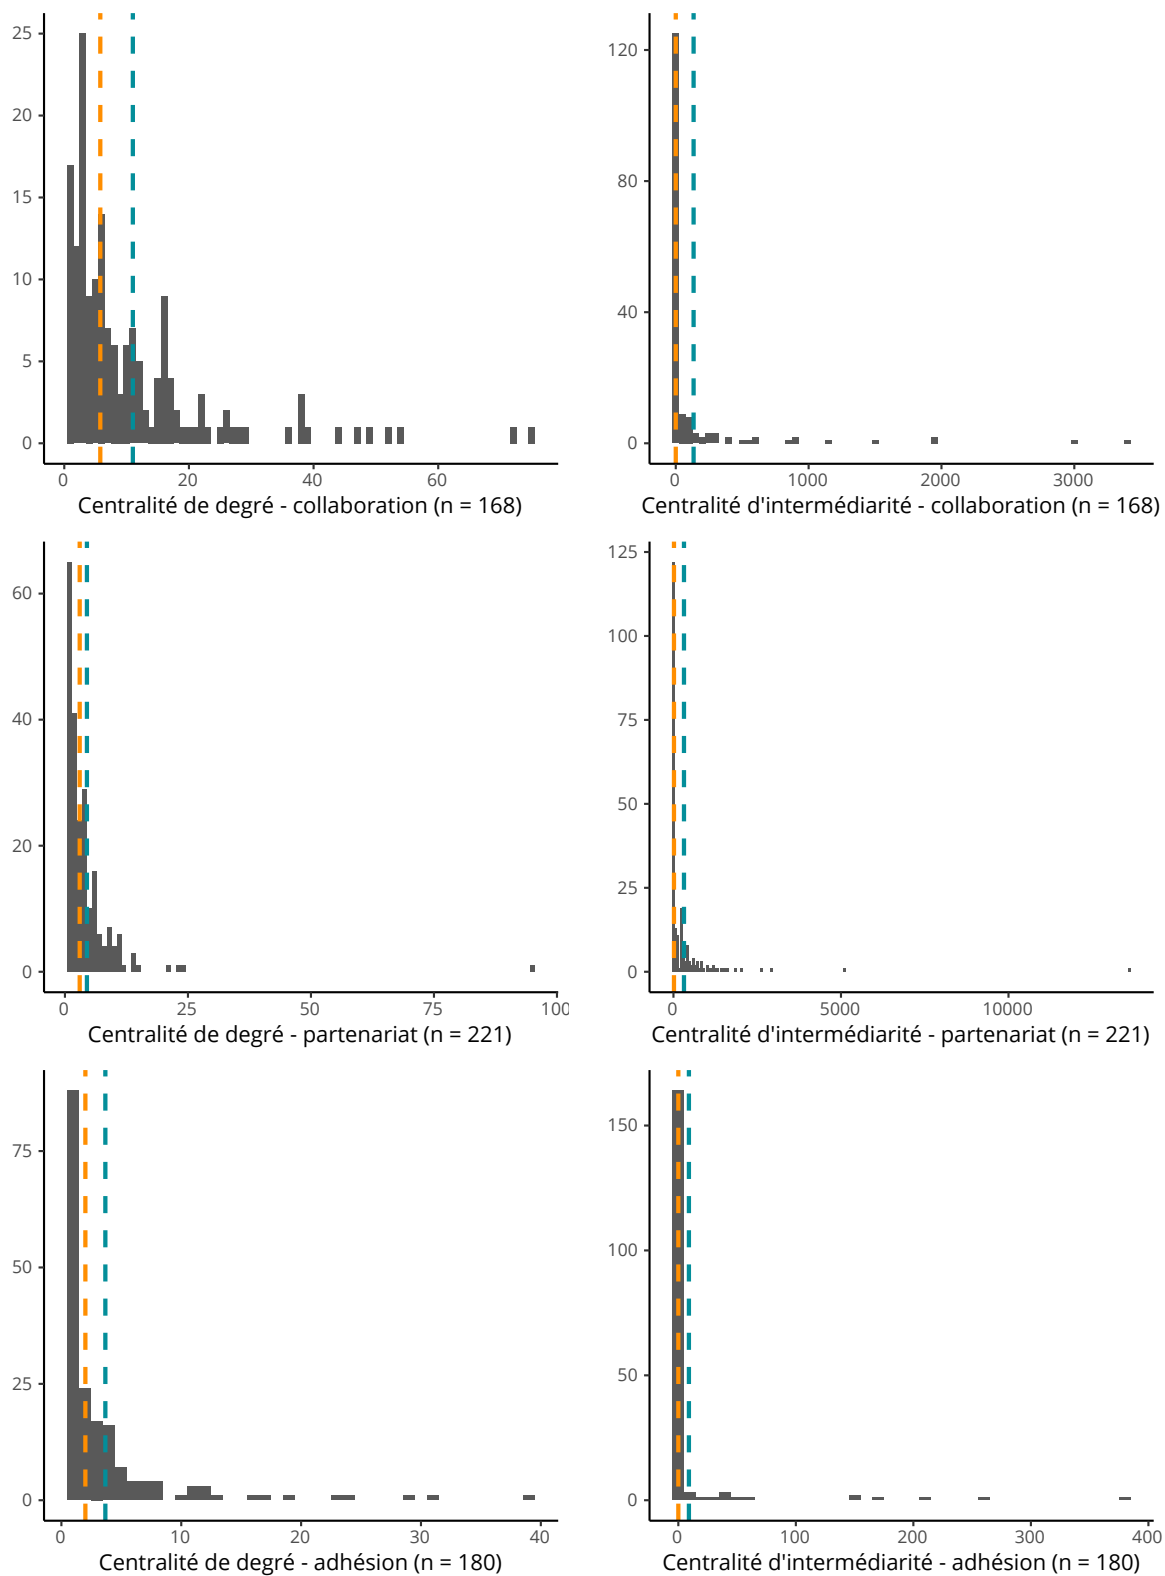 25
20
15
10
5
0
0 20 40 60
Centralité de degré - collaboration (n = 168)
120
80
40
0
0 1000 2000 3000
Centralité d'intermédiarité - collaboration (n = 168)
60
40
20
0
0 25 50 75 100
Centralité de degré - partenariat (n = 221)
125
100
75
50
25
0
0 5000 10000
Centralité d'intermédiarité - partenariat (n = 221)
75
50
25
0
0 10 20 30 40
Centralité de degré - adhésion (n = 180)
150
100
50
0
0 100 200 300 400
Centralité d'intermédiarité - adhésion (n = 180)